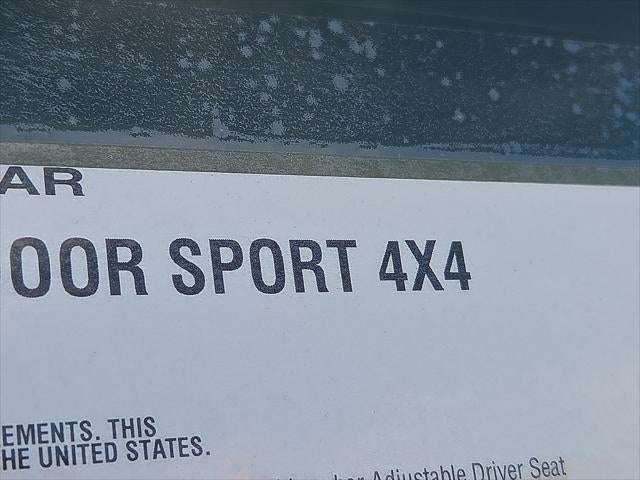 AR
OOR SPORT 4X4
EMENTS. THIS
HE UNITED STATES.
Adjustable Driver Seat